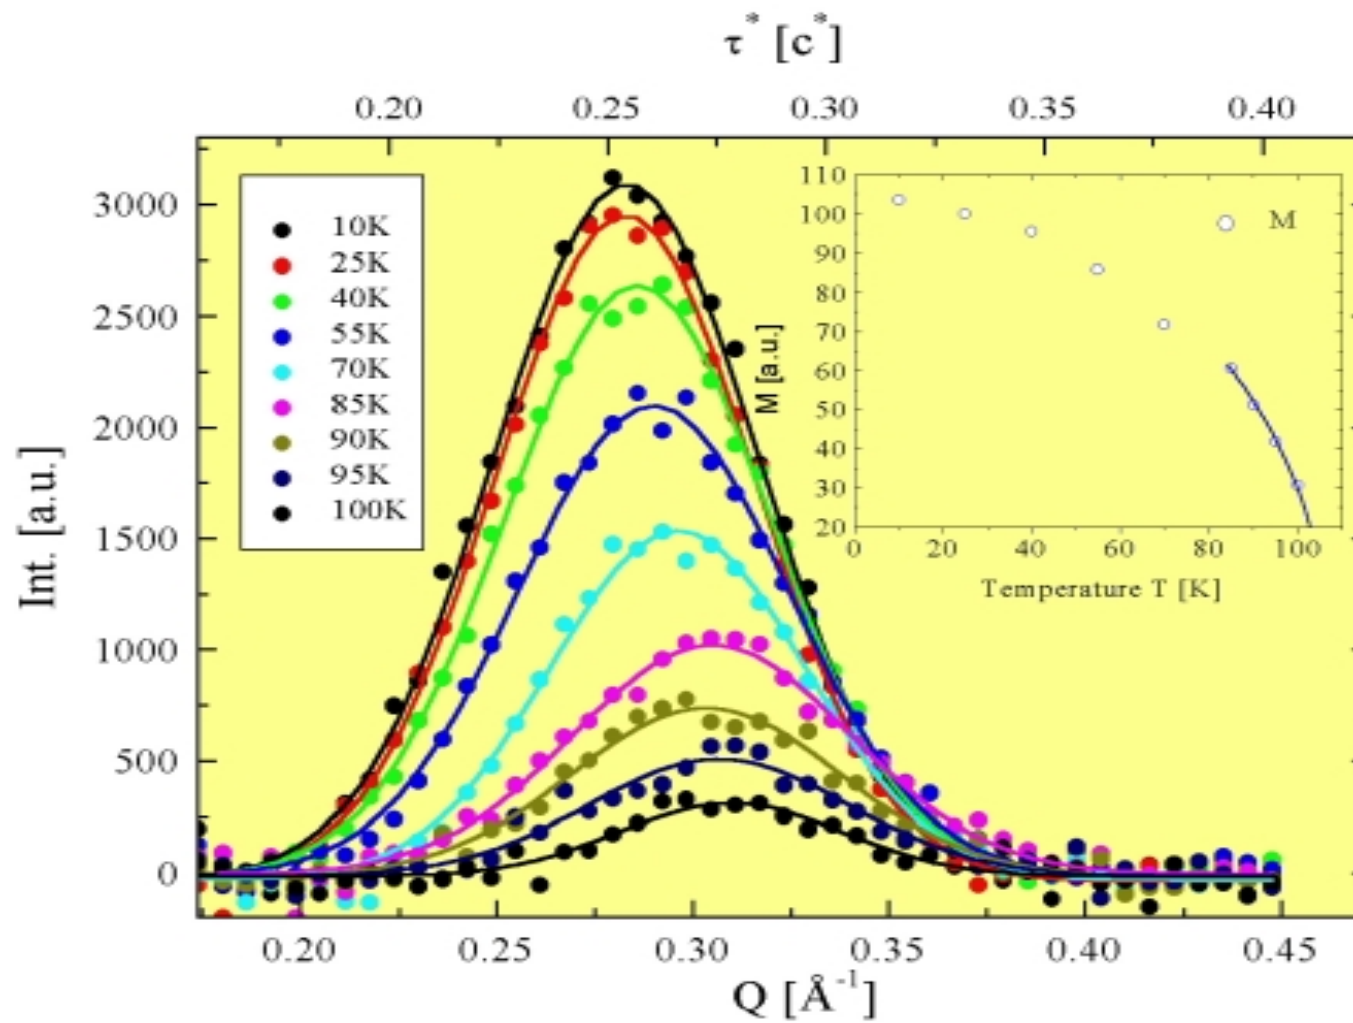 τ* [c*]
0.20 0.25 0.30 0.35 0.40
3000
2500
2000
1500
1000
500
0
Int. [a.u.]
10K
25K
40K
55K
70K
85K
90K
95K
100K
110
100
90
80
70
60
50
40
30
20
M [a.u.]
M
0 20 40 60 80 100
Temperature T [K]
0.20 0.25 0.30 0.35 0.40 0.45
Q [Å⁻¹]